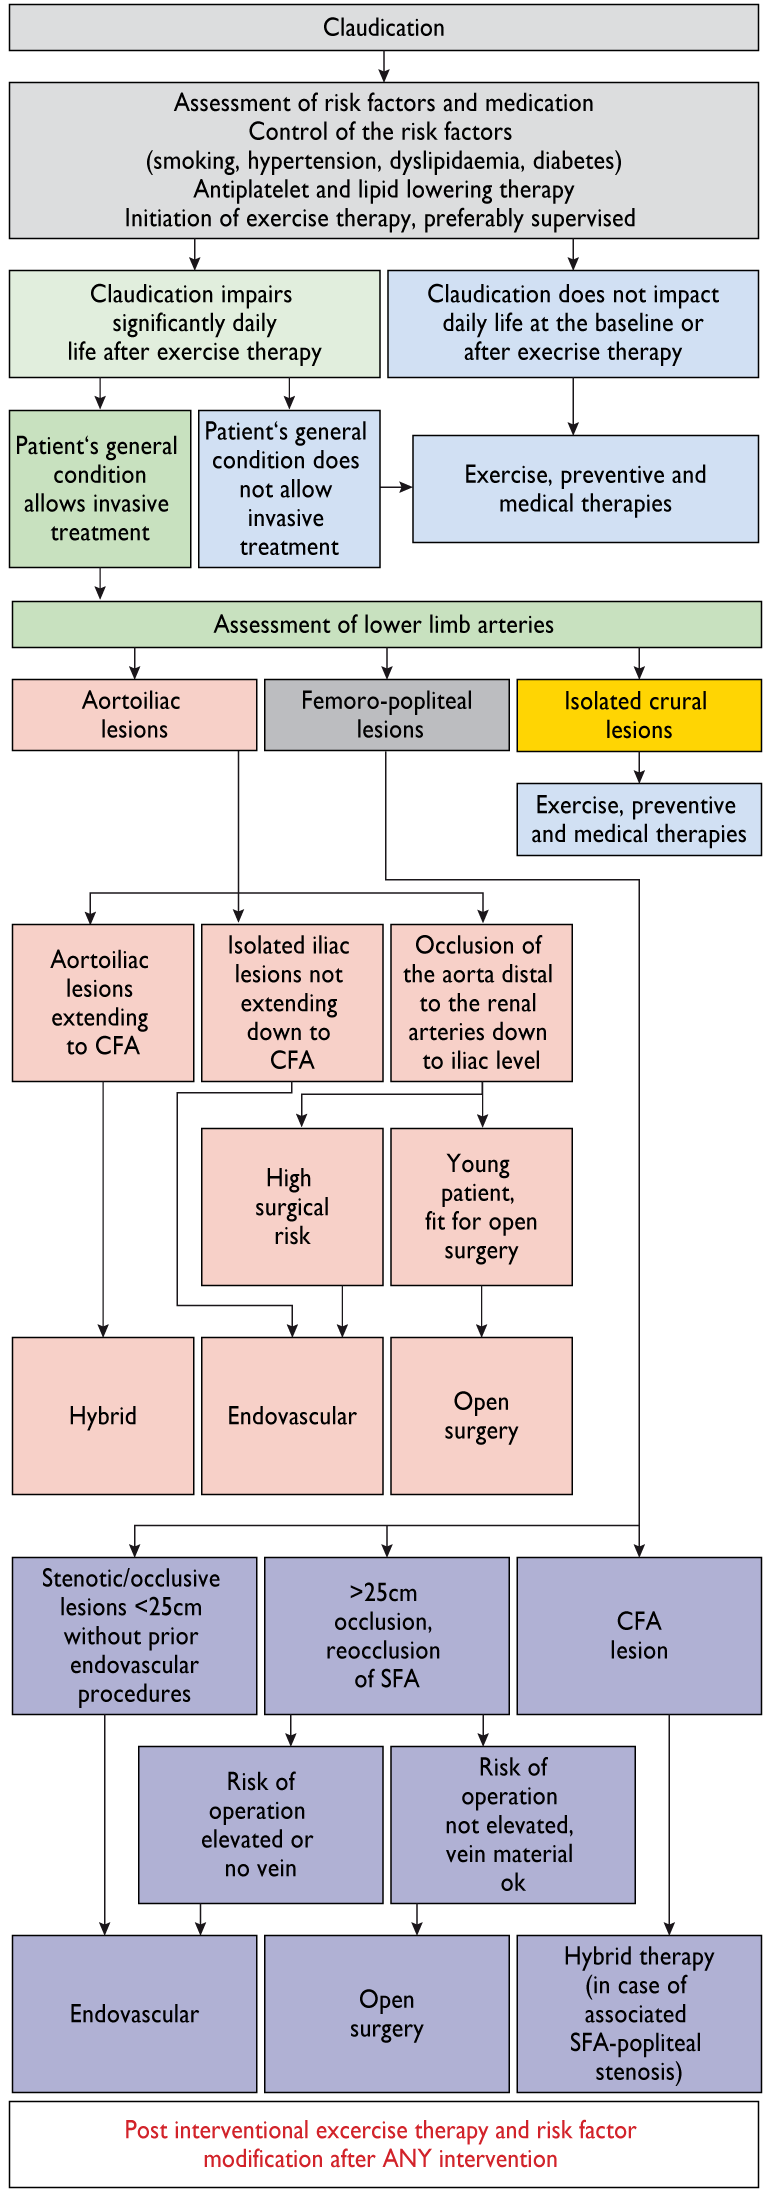 Claudication
Assessment of risk factors and medication
Control of the risk factors
(smoking, hypertension, dyslipidaemia, diabetes)
Antiplatelet and lipid lowering therapy
Initiation of exercise therapy, preferably supervised
Claudication impairs
significantly daily
life after exercise therapy
Claudication does not impact
daily life at the baseline or
after execrise therapy
Patient‘s general
condition
allows invasive
treatment
Patient‘s general
condition does
not allow
invasive
treatment
Exercise, preventive and
medical therapies
Assessment of lower limb arteries
Aortoiliac
lesions
Femoro-popliteal
lesions
Isolated crural
lesions
Exercise, preventive
and medical therapies
Aortoiliac
lesions
extending
to CFA
Isolated iliac
lesions not
extending
down to
CFA
Occlusion of
the aorta distal
to the renal
arteries down
to iliac level
High
surgical
risk
Young
patient,
fit for open
surgery
Hybrid
Endovascular
Open
surgery
Stenotic/occlusive
lesions <25cm
without prior
endovascular
procedures
>25cm
occlusion,
reocclusion
of SFA
CFA
lesion
Risk of
operation
elevated or
no vein
Risk of
operation
not elevated,
vein material
ok
Endovascular
Open
surgery
Hybrid therapy
(in case of
associated
SFA-popliteal
stenosis)
Post interventional excercise therapy and risk factor
modification after ANY intervention